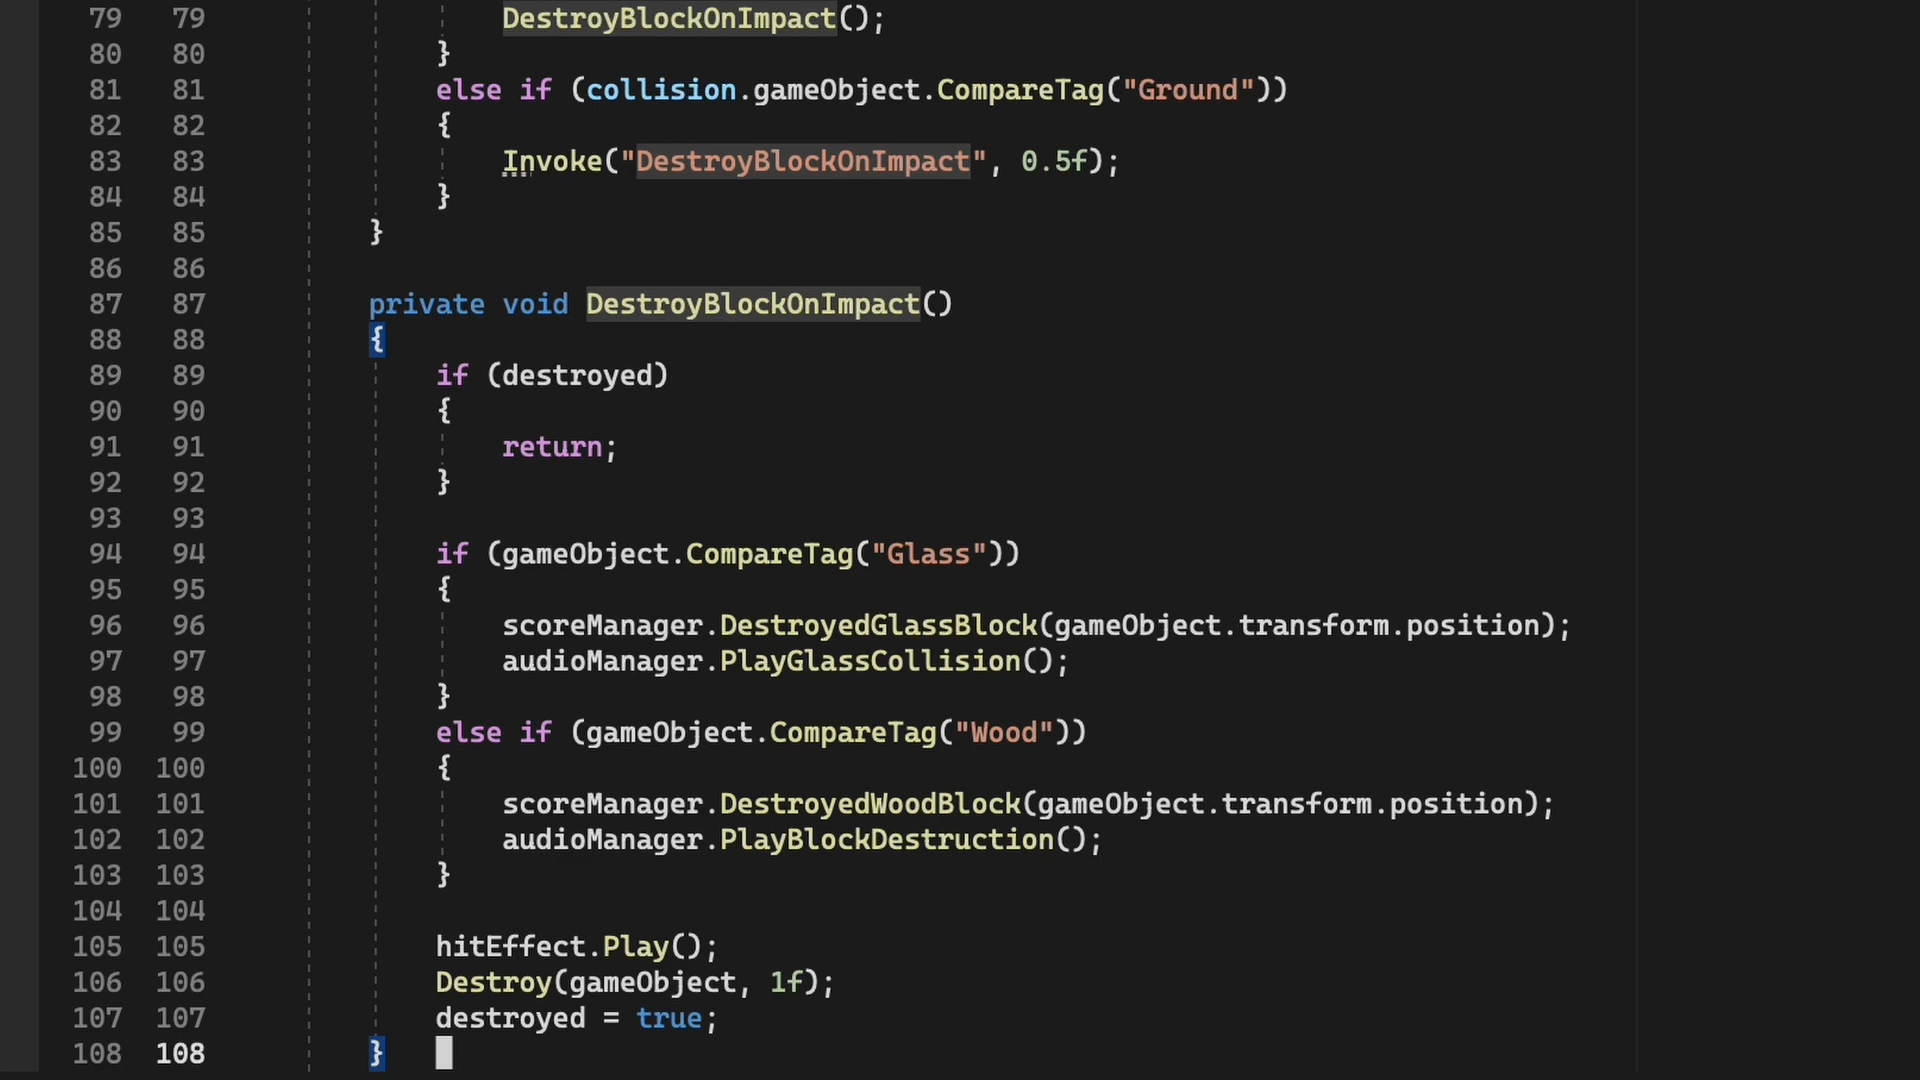 79 79 DestroyBlockOnImpact();
80 80 }
81 81 else if (collision.gameObject.CompareTag("Ground"))
82 82 {
83 83 Invoke("DestroyBlockOnImpact", 0.5f);
84 84 }
85 85 }
86 86
87 87 private void DestroyBlockOnImpact()
88 88 {
89 89 if (destroyed)
90 90 {
91 91 return;
92 92 }
93 93
94 94 if (gameObject.CompareTag("Glass"))
95 95 {
96 96 scoreManager.DestroyedGlassBlock(gameObject.transform.position);
97 97 audioManager.PlayGlassCollision();
98 98 }
99 99 else if (gameObject.CompareTag("Wood"))
100 100 {
101 101 scoreManager.DestroyedWoodBlock(gameObject.transform.position);
102 102 audioManager.PlayBlockDestruction();
103 103 }
104 104
105 105 hitEffect.Play();
106 106 Destroy(gameObject, 1f);
107 107 destroyed = true;
108 108 }